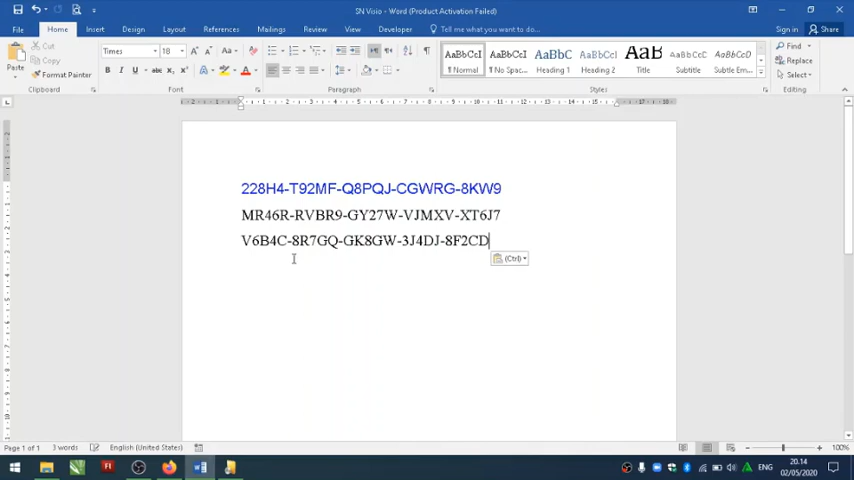 SN Visio - Word (Product Activation Failed)
Sign in
Share
File
Home
Insert
Design
Layout
References
Mailings
Review
View
Developer
Tell me what you want to do...
Paste
Cut
Copy
Format Painter
Clipboard
Times
18
Font
Paragraph
AaBbCcI
¶ Normal
AaBbCcI
¶ No Spac...
AaBbCc
Heading 1
AaBbCcC
Heading 2
AaB
Title
AaBbCcC
Subtitle
AaBbCcD
Subtle Em...
Styles
Find
Replace
Select
Editing
228H4-T92MF-Q8PQJ-CGWRG-8KW9
MR46R-RVBR9-GY27W-VJMXV-XT6J7
V6B4C-8R7GQ-GK8GW-3J4DJ-8F2CD
(Ctrl)
Page 1 of 1
3 words
English (United States)
100%
ENG
20.14
02/05/2020